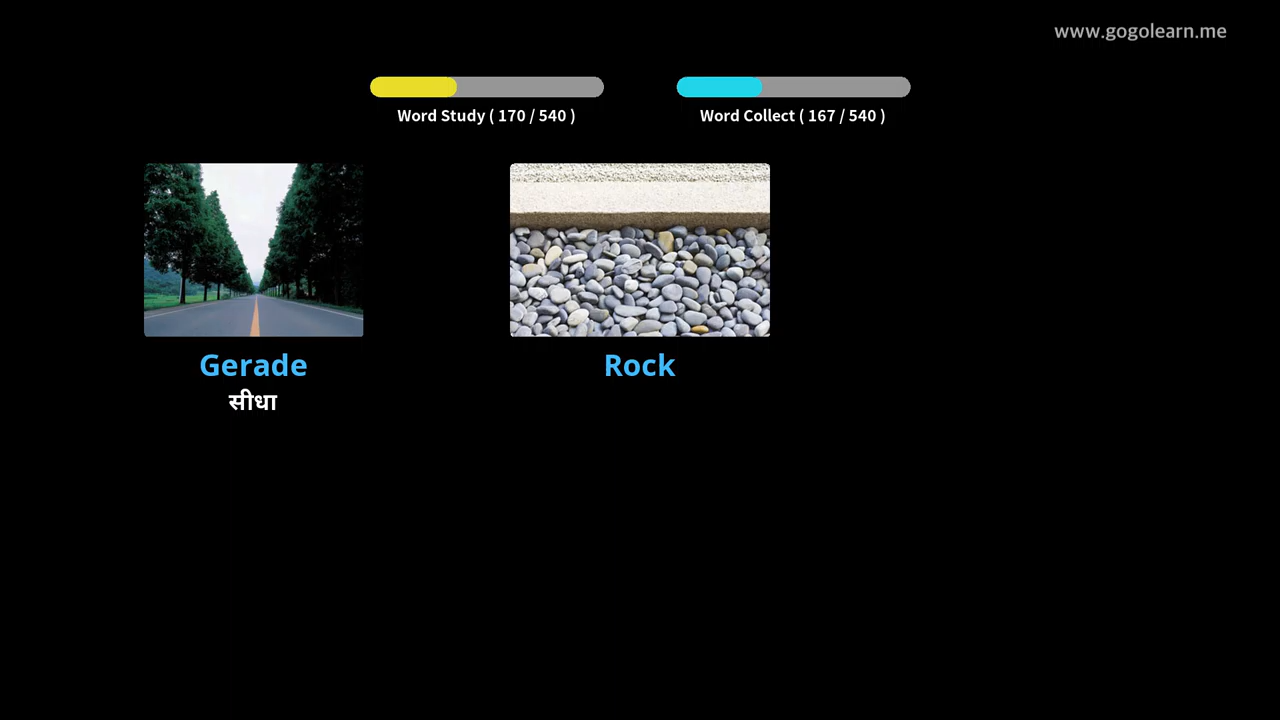 www.gogolearn.me
Word Study ( 170 / 540 )
Word Collect ( 167 / 540 )
Gerade
सीधा
Rock